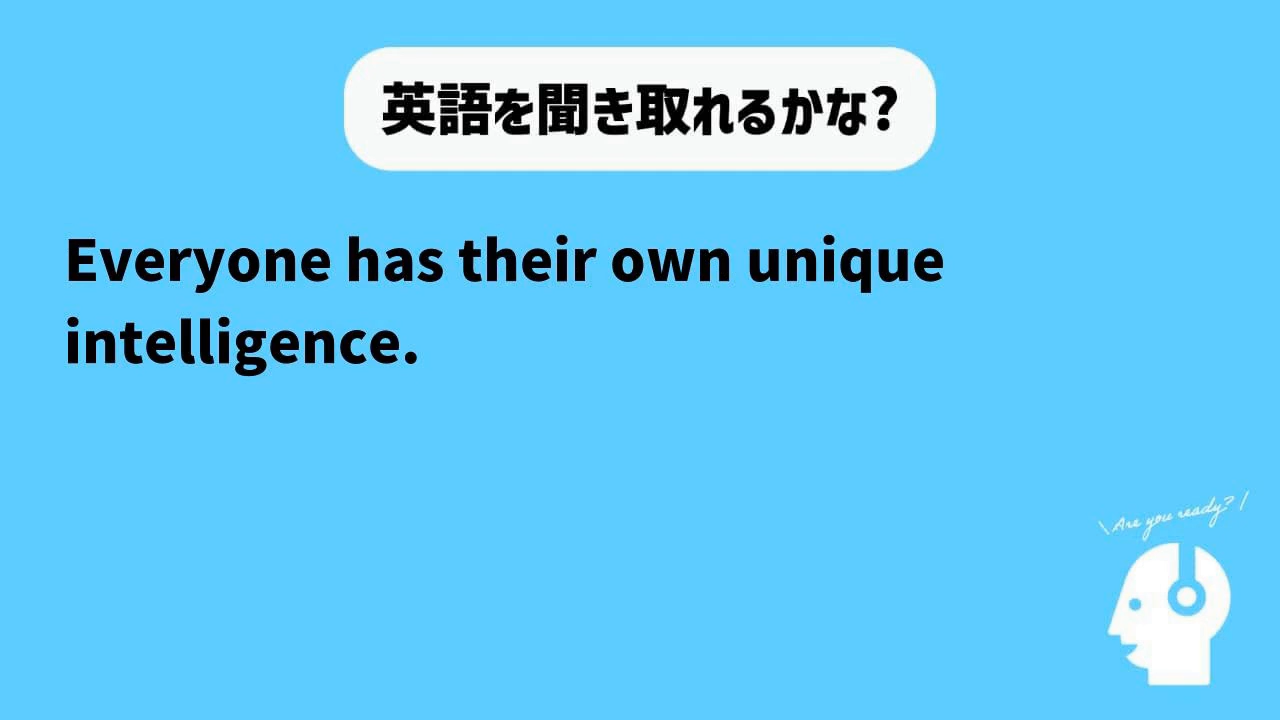 英語を聞き取れるかな?
Everyone has their own unique
intelligence.
\ Are you ready? /